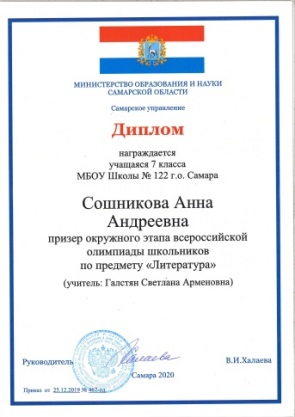 МИНИСТЕРСТВО ОБРАЗОВАНИЯ И НАУКИ
САМАРСКОЙ ОБЛАСТИ
Самарское управление
Диплом
награждается
учащаяся 7 класса
МБОУ Школы № 122 г.о. Самара
Сошникова Анна
Андреевна
призер окружного этапа всероссийской
олимпиады школьников
по предмету «Литература»
(учитель: Галстян Светлана Арменовна)
Руководитель В.И.Халаева
Самара 2020
Приказ от 25.12.2019 № 467-од